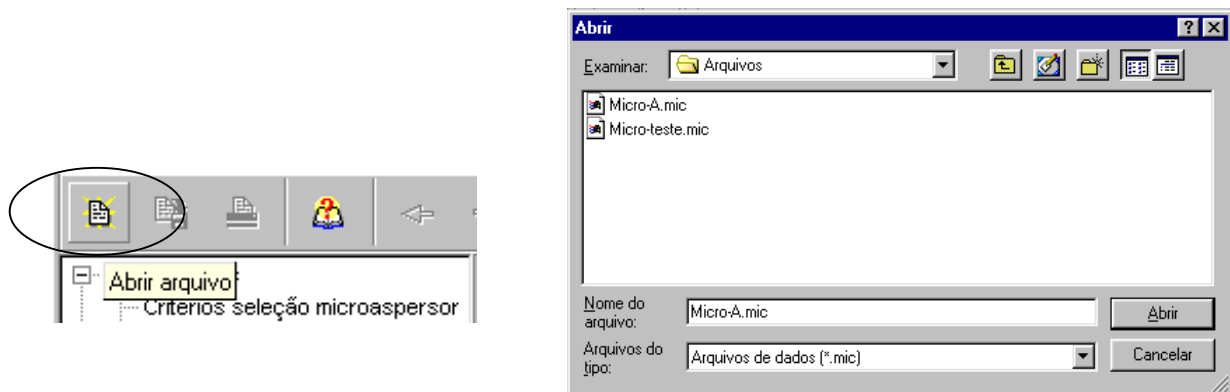 Abrir arquivo
Critérios seleção microaspersor
Abrir
Examinar: Arquivos
Micro-A.mic
Micro-teste.mic
Nome do arquivo: Micro-A.mic
Abrir
Arquivos do tipo: Arquivos de dados (*.mic)
Cancelar